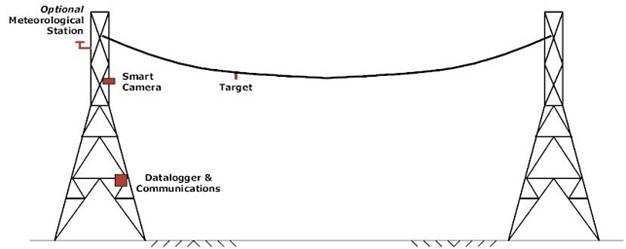 Optional
Meteorological
Station
Smart
Camera
Target
Datalogger &
Communications